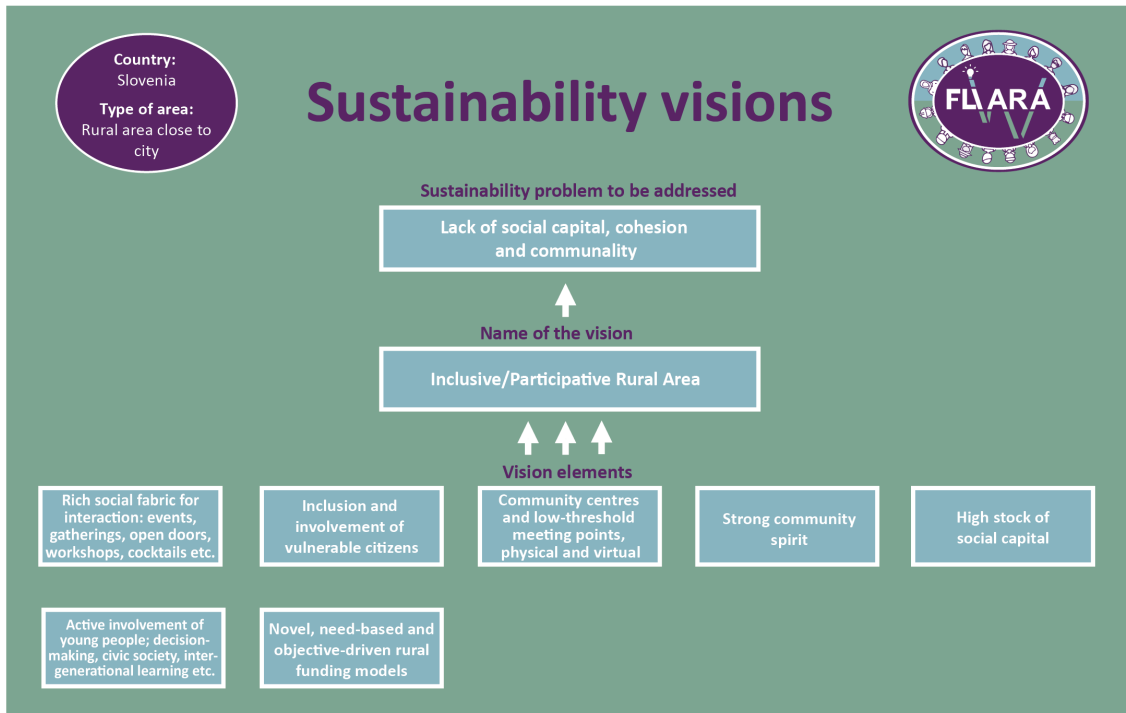 Country:
Slovenia
Type of area:
Rural area close to
city
Sustainability visions
FLIARA
Sustainability problem to be addressed
Lack of social capital, cohesion
and communality
Name of the vision
Inclusive/Participative Rural Area
Vision elements
Rich social fabric for
interaction: events,
gatherings, open doors,
workshops, cocktails etc.
Inclusion and
involvement of
vulnerable citizens
Community centres
and low-threshold
meeting points,
physical and virtual
Strong community
spirit
High stock of
social capital
Active involvement of
young people; decision-
making, civic society, inter-
generational learning etc.
Novel, need-based and
objective-driven rural
funding models